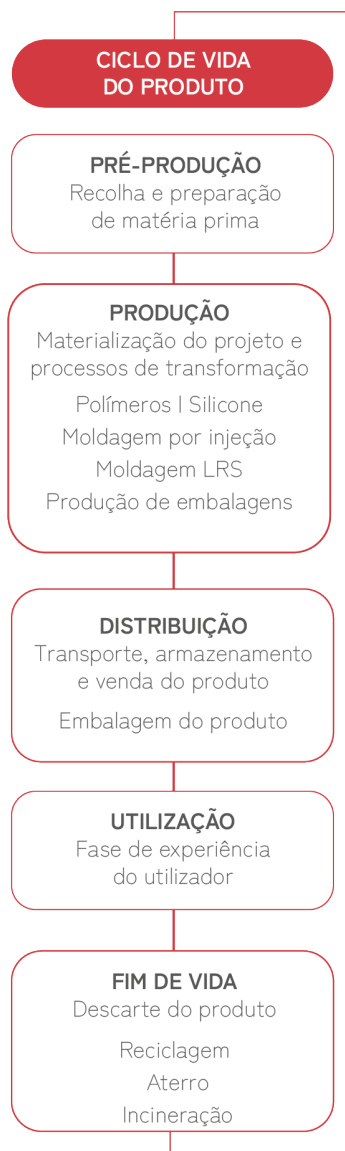 CICLO DE VIDA
DO PRODUTO
PRÉ-PRODUÇÃO
Recolha e preparação
de matéria prima
PRODUÇÃO
Materialização do projeto e
processos de transformação
Polímeros | Silicone
Moldagem por injeção
Moldagem LRS
Produção de embalagens
DISTRIBUIÇÃO
Transporte, armazenamento
e venda do produto
Embalagem do produto
UTILIZAÇÃO
Fase de experiência
do utilizador
FIM DE VIDA
Descarte do produto
Reciclagem
Aterro
Incineração